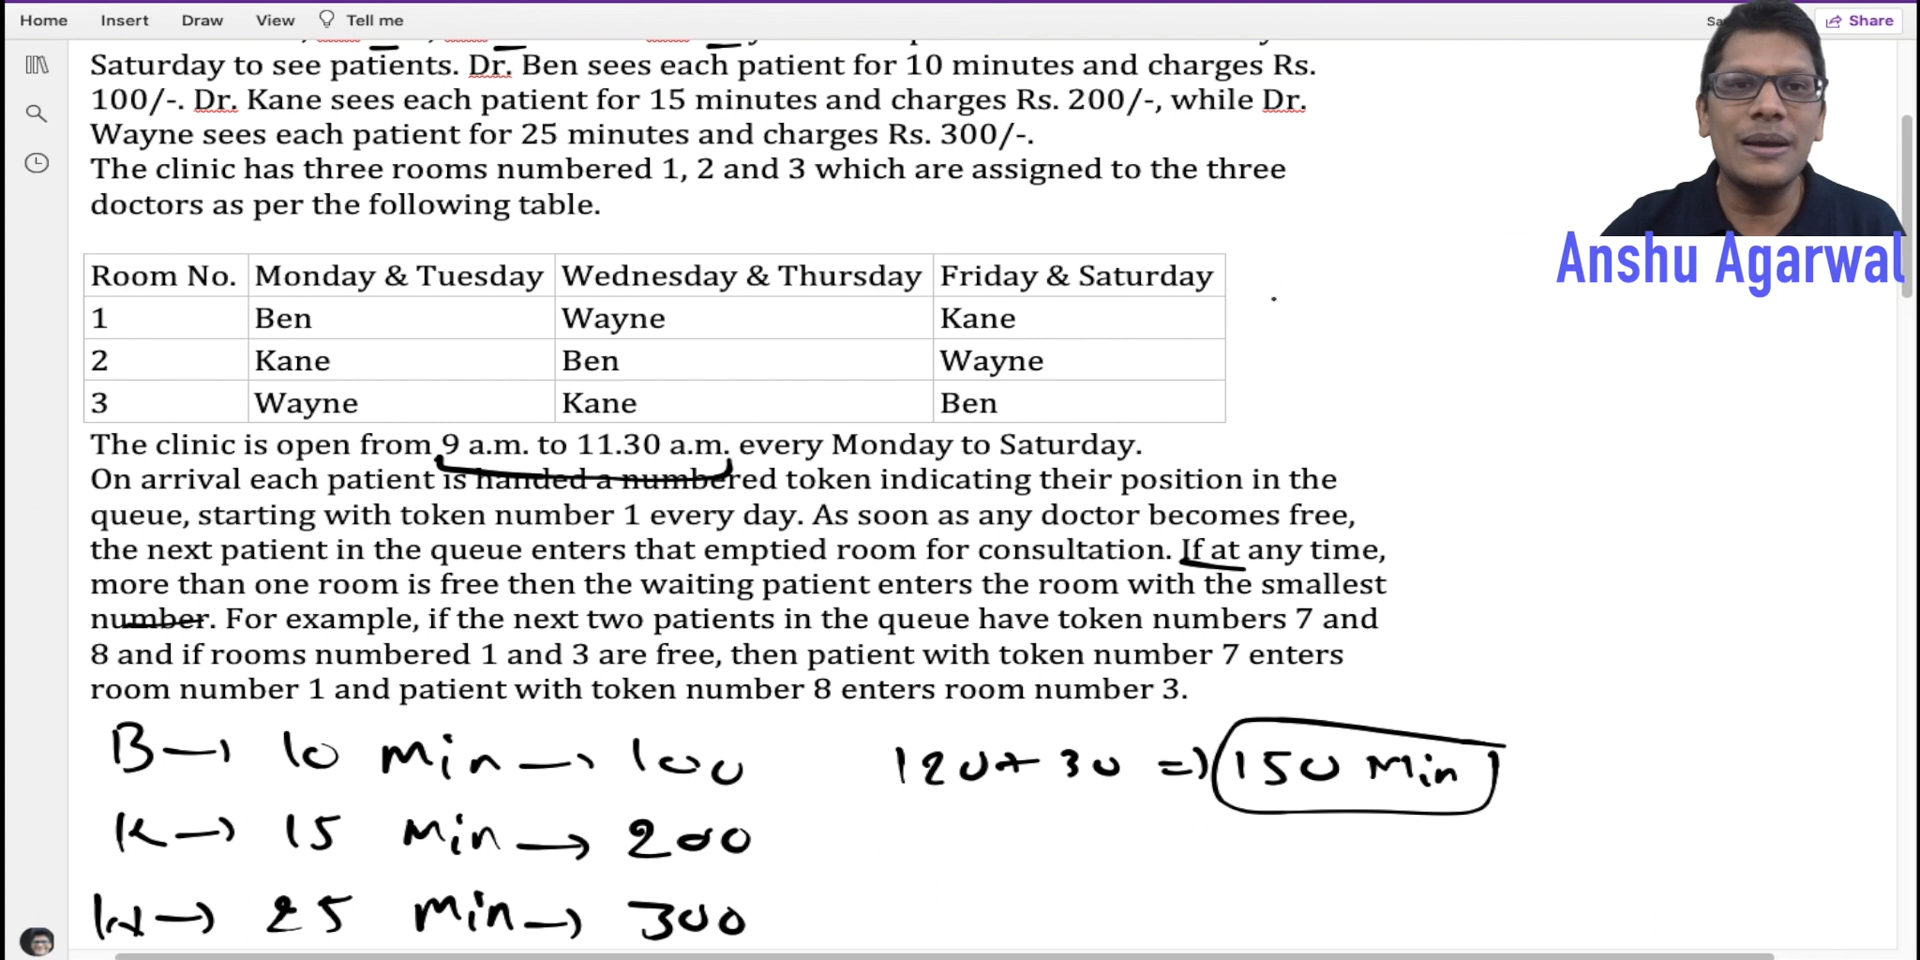 Home Insert Draw View Tell me Share
Saturday to see patients. Dr. Ben sees each patient for 10 minutes and charges Rs.
100/-. Dr. Kane sees each patient for 15 minutes and charges Rs. 200/-, while Dr.
Wayne sees each patient for 25 minutes and charges Rs. 300/-.
The clinic has three rooms numbered 1, 2 and 3 which are assigned to the three
doctors as per the following table.
Anshu Agarwal
Room No. Monday & Tuesday Wednesday & Thursday Friday & Saturday
1 Ben Wayne Kane
2 Kane Ben Wayne
3 Wayne Kane Ben
The clinic is open from 9 a.m. to 11.30 a.m. every Monday to Saturday.
On arrival each patient is handed a numbered token indicating their position in the
queue, starting with token number 1 every day. As soon as any doctor becomes free,
the next patient in the queue enters that emptied room for consultation. If at any time,
more than one room is free then the waiting patient enters the room with the smallest
number. For example, if the next two patients in the queue have token numbers 7 and
8 and if rooms numbered 1 and 3 are free, then patient with token number 7 enters
room number 1 and patient with token number 8 enters room number 3.
B → 10 min → 100 120 + 30 ⇒ 150 Min
K → 15 Min → 200
W → 25 Min → 300